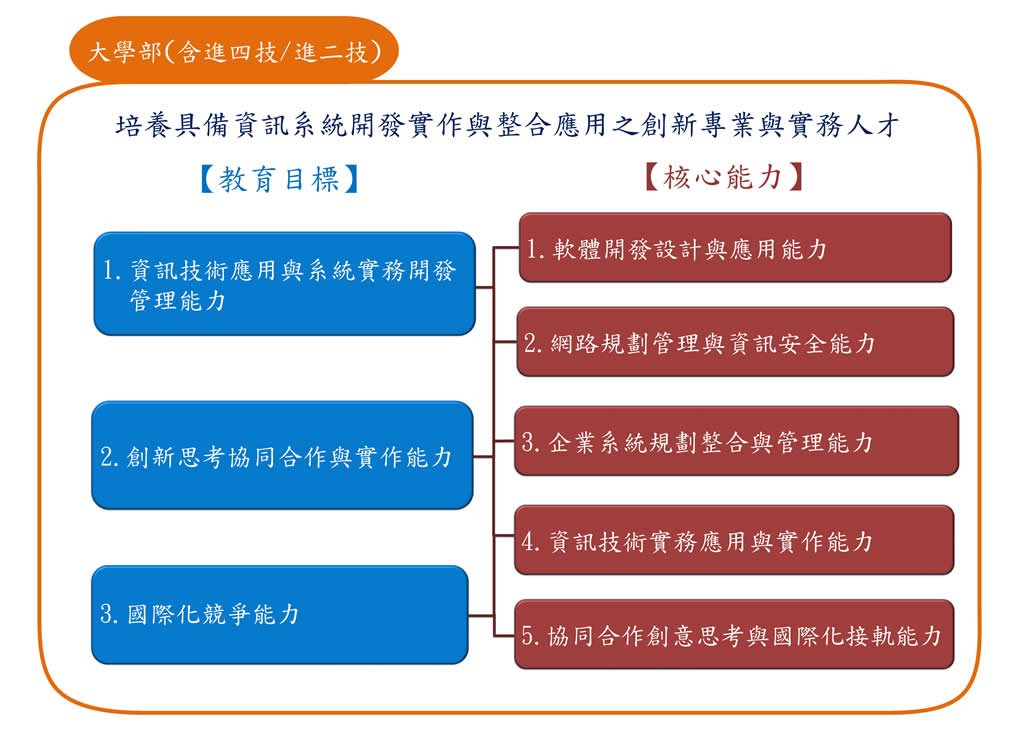 大學部(含進四技/進二技)
培養具備資訊系統開發實作與整合應用之創新專業與實務人才
【教育目標】
1. 資訊技術應用與系統實務開發
管理能力
2. 創新思考協同合作與實作能力
3. 國際化競爭能力
【核心能力】
1. 軟體開發設計與應用能力
2. 網路規劃管理與資訊安全能力
3. 企業系統規劃整合與管理能力
4. 資訊技術實務應用與實作能力
5. 協同合作創意思考與國際化接軌能力